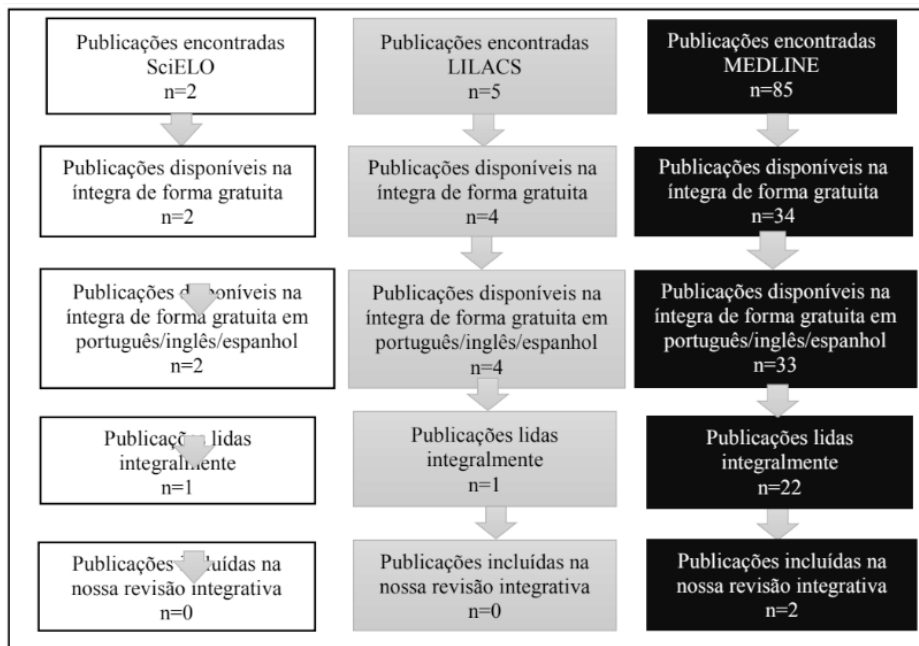 Publicações encontradas
SciELO
n=2
Publicações disponíveis na
íntegra de forma gratuita
n=2
Publicações disponíveis na
íntegra de forma gratuita em
português/inglês/espanhol
n=2
Publicações lidas
integralmente
n=1
Publicações incluídas na
nossa revisão integrativa
n=0
Publicações encontradas
LILACS
n=5
Publicações disponíveis na
íntegra de forma gratuita
n=4
Publicações disponíveis na
íntegra de forma gratuita em
português/inglês/espanhol
n=4
Publicações lidas
integralmente
n=1
Publicações incluídas na
nossa revisão integrativa
n=0
Publicações encontradas
MEDLINE
n=85
Publicações disponíveis na
íntegra de forma gratuita
n=34
Publicações disponíveis na
íntegra de forma gratuita em
português/inglês/espanhol
n=33
Publicações lidas
integralmente
n=22
Publicações incluídas na
nossa revisão integrativa
n=2